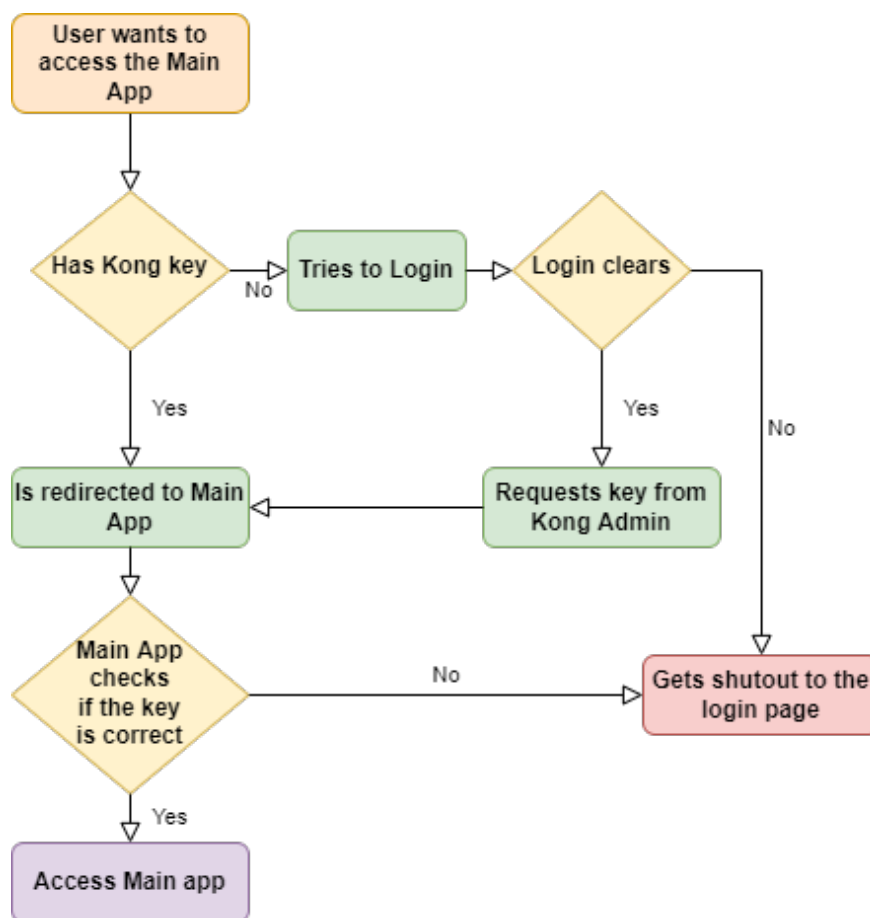 User wants to
access the Main
App
Has Kong key
No
Tries to Login
Login clears
Yes
Yes
No
Is redirected to Main
App
Requests key from
Kong Admin
Main App
checks
if the key
is correct
No
Gets shutout to the
login page
Yes
Access Main app